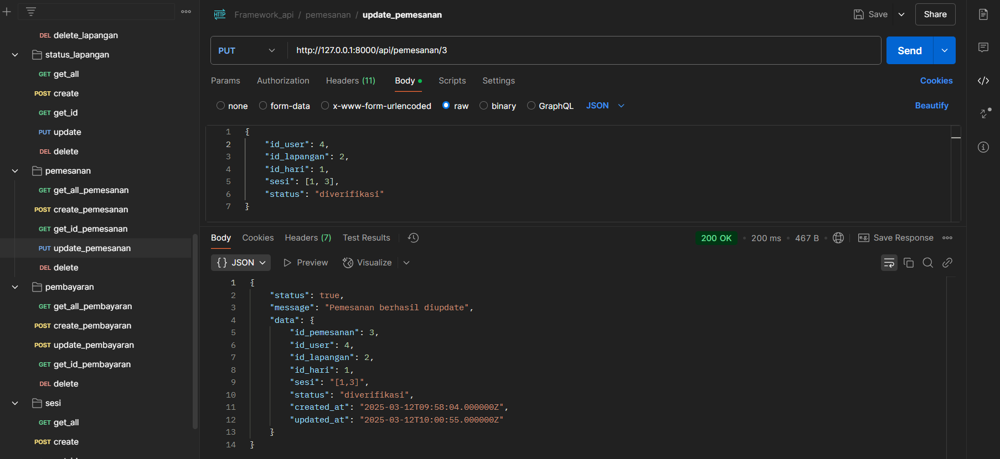 DEL delete_lapangan
status_lapangan
GET get_all
POST create
GET get_id
PUT update
DEL delete
pemesanan
GET get_all_pemesanan
POST create_pemesanan
GET get_id_pemesanan
PUT update_pemesanan
DEL delete
pembayaran
GET get_all_pembayaran
POST create_pembayaran
POST update_pembayaran
GET get_id_pembayaran
DEL delete
sesi
GET get_all
POST create
HTTP Framework_api / pemesanan / update_pemesanan
Save Share
PUT http://127.0.0.1:8000/api/pemesanan/3 Send
Params Authorization Headers (11) Body Scripts Settings Cookies
none form-data x-www-form-urlencoded raw binary GraphQL JSON Beautify
1 {
2 "id_user": 4,
3 "id_lapangan": 2,
4 "id_hari": 1,
5 "sesi": [1, 3],
6 "status": "diverifikasi"
7 }
Body Cookies Headers (7) Test Results 200 OK 200 ms 467 B e.g. Save Response
{} JSON Preview Visualize
1 {
2 "status": true,
3 "message": "Pemesanan berhasil diupdate",
4 "data": {
5 "id_pemesanan": 3,
6 "id_user": 4,
7 "id_lapangan": 2,
8 "id_hari": 1,
9 "sesi": "[1,3]",
10 "status": "diverifikasi",
11 "created_at": "2025-03-12T09:58:04.000000Z",
12 "updated_at": "2025-03-12T10:00:55.000000Z"
13 }
14 }